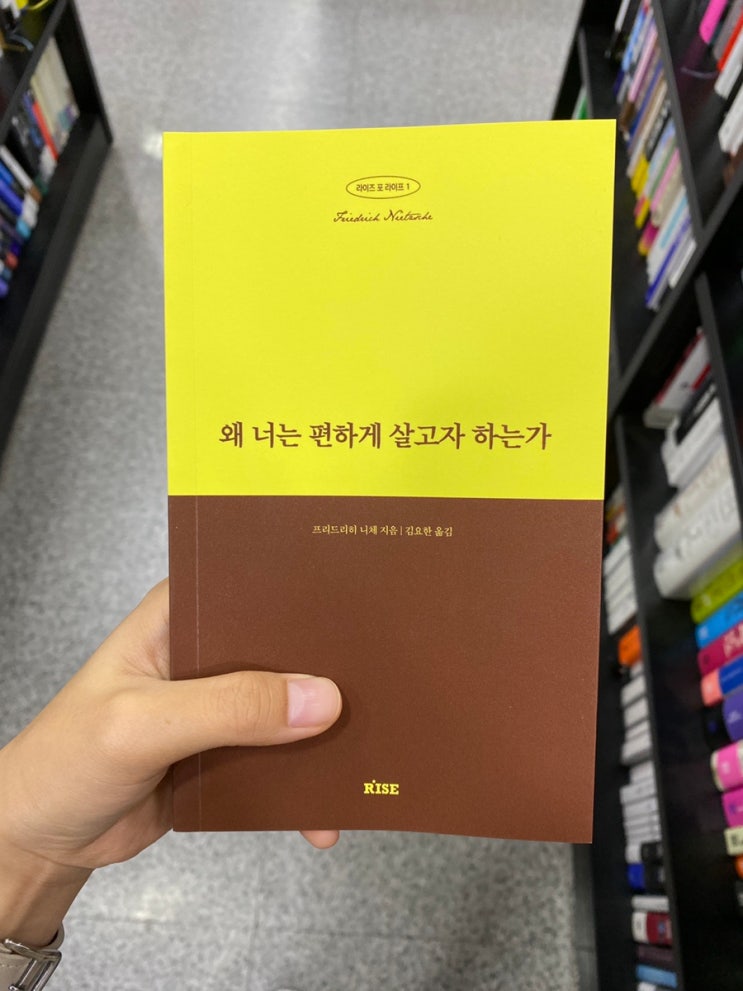 라이즈 포 라이프 1
Friedrich Nietzsche
왜 너는 편하게 살고자 하는가
프리드리히 니체 지음 | 김요한 옮김
RISE